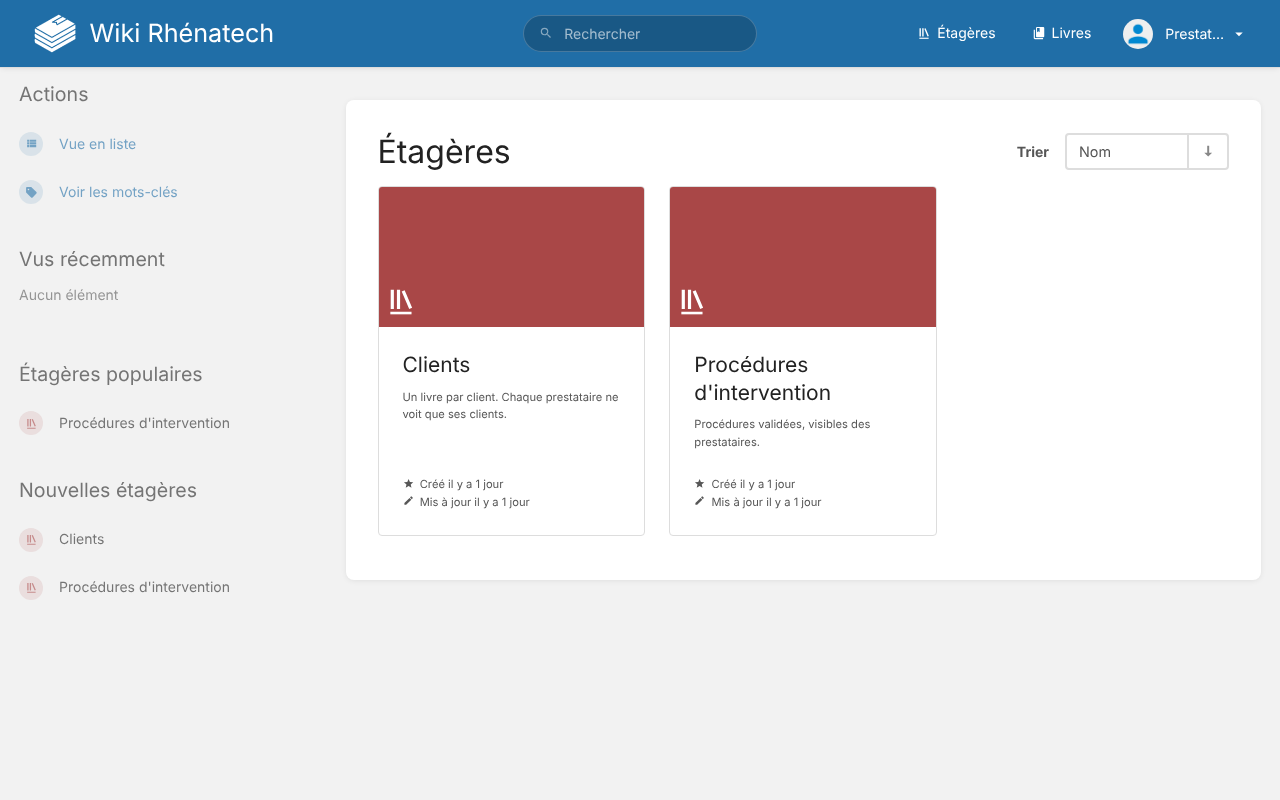 Wiki Rhénatech
Rechercher
Étagères
Livres
Prestat...
Actions
Vue en liste
Voir les mots-clés
Vus récemment
Aucun élément
Étagères populaires
Procédures d'intervention
Nouvelles étagères
Clients
Procédures d'intervention
Étagères
Trier
Nom
Clients
Un livre par client. Chaque prestataire ne
voit que ses clients.
Créé il y a 1 jour
Mis à jour il y a 1 jour
Procédures
d'intervention
Procédures validées, visibles des
prestataires.
Créé il y a 1 jour
Mis à jour il y a 1 jour